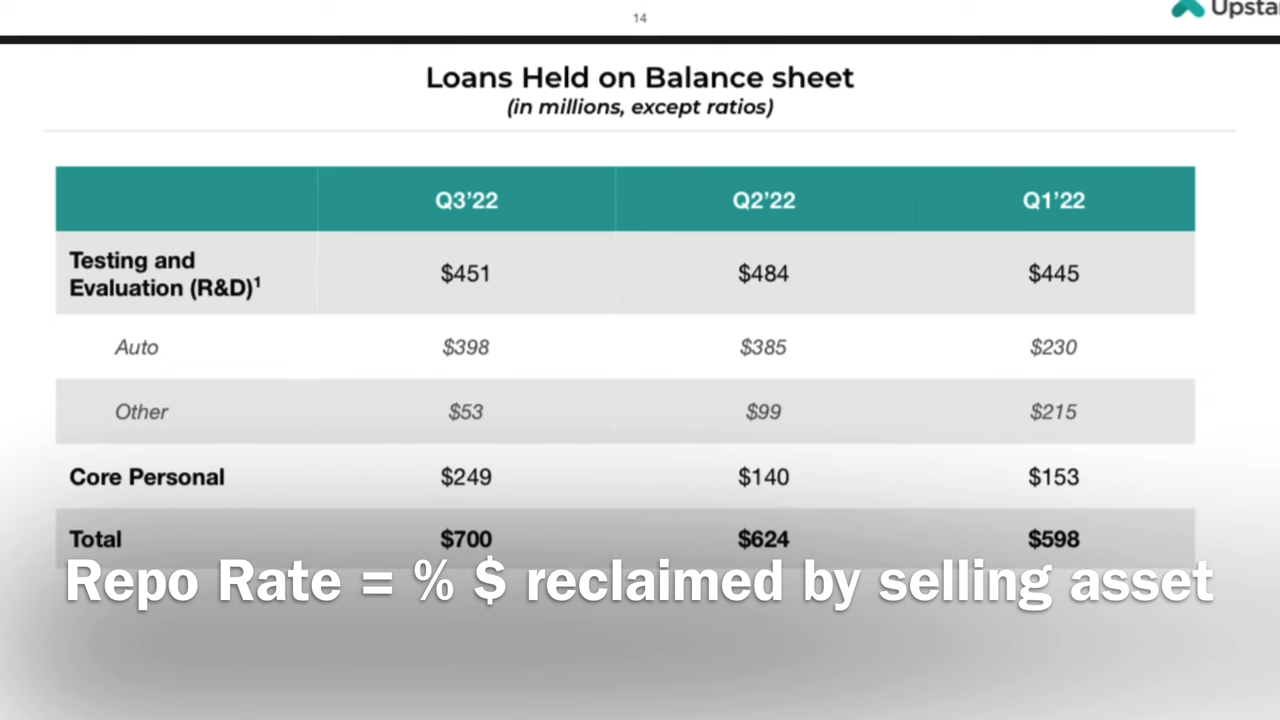 14
Loans Held on Balance sheet
(in millions, except ratios)
Q3’22 Q2’22 Q1’22
Testing and
Evaluation (R&D)¹ $451 $484 $445
Auto $398 $385 $230
Other $53 $99 $215
Core Personal $249 $140 $153
Total $700 $624 $598
Repo Rate = % $ reclaimed by selling asset